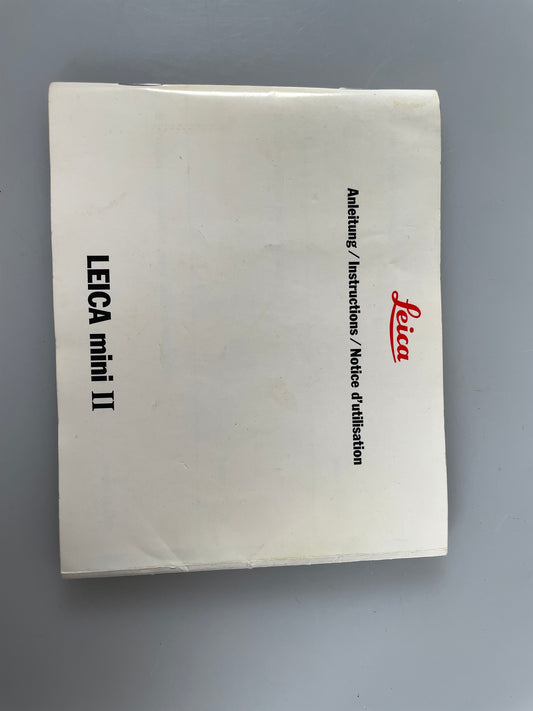 Leica
Anleitung / Instructions / Notice d'utilisation
LEICA mini II